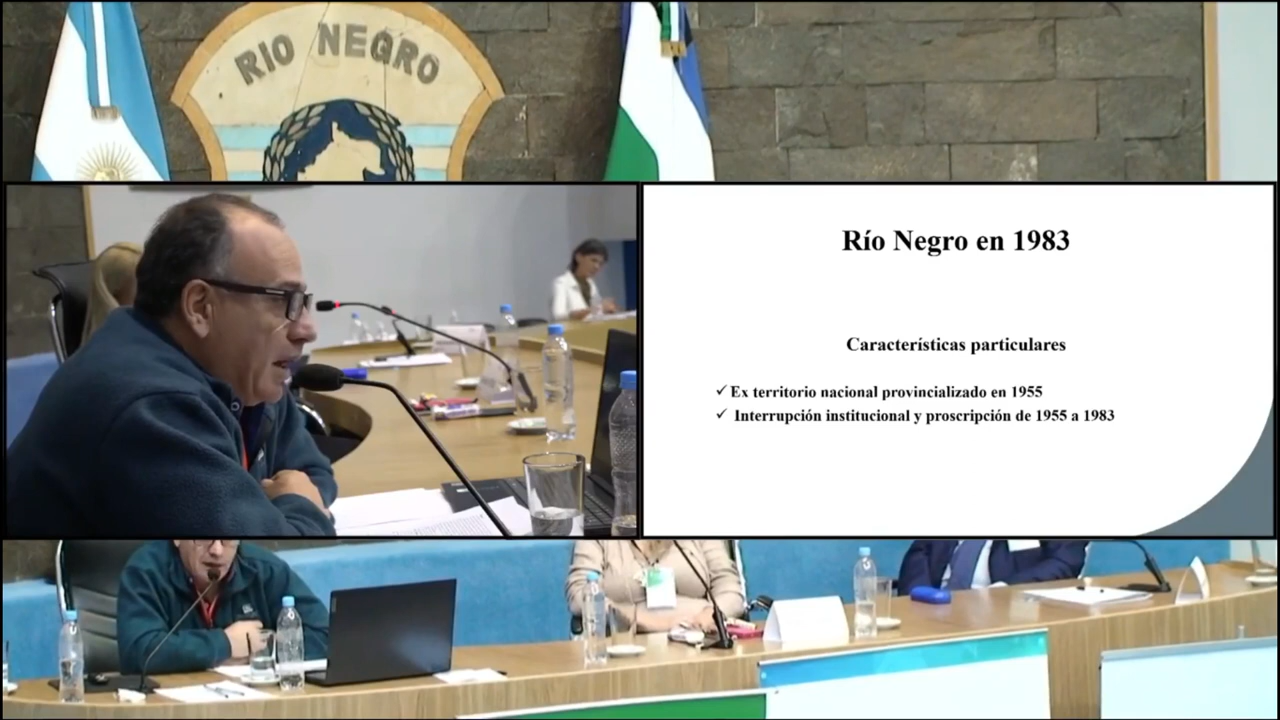 RIO NEGRO
Río Negro en 1983
Características particulares
✓ Ex territorio nacional provincializado en 1955
✓ Interrupción institucional y proscripción de 1955 a 1983